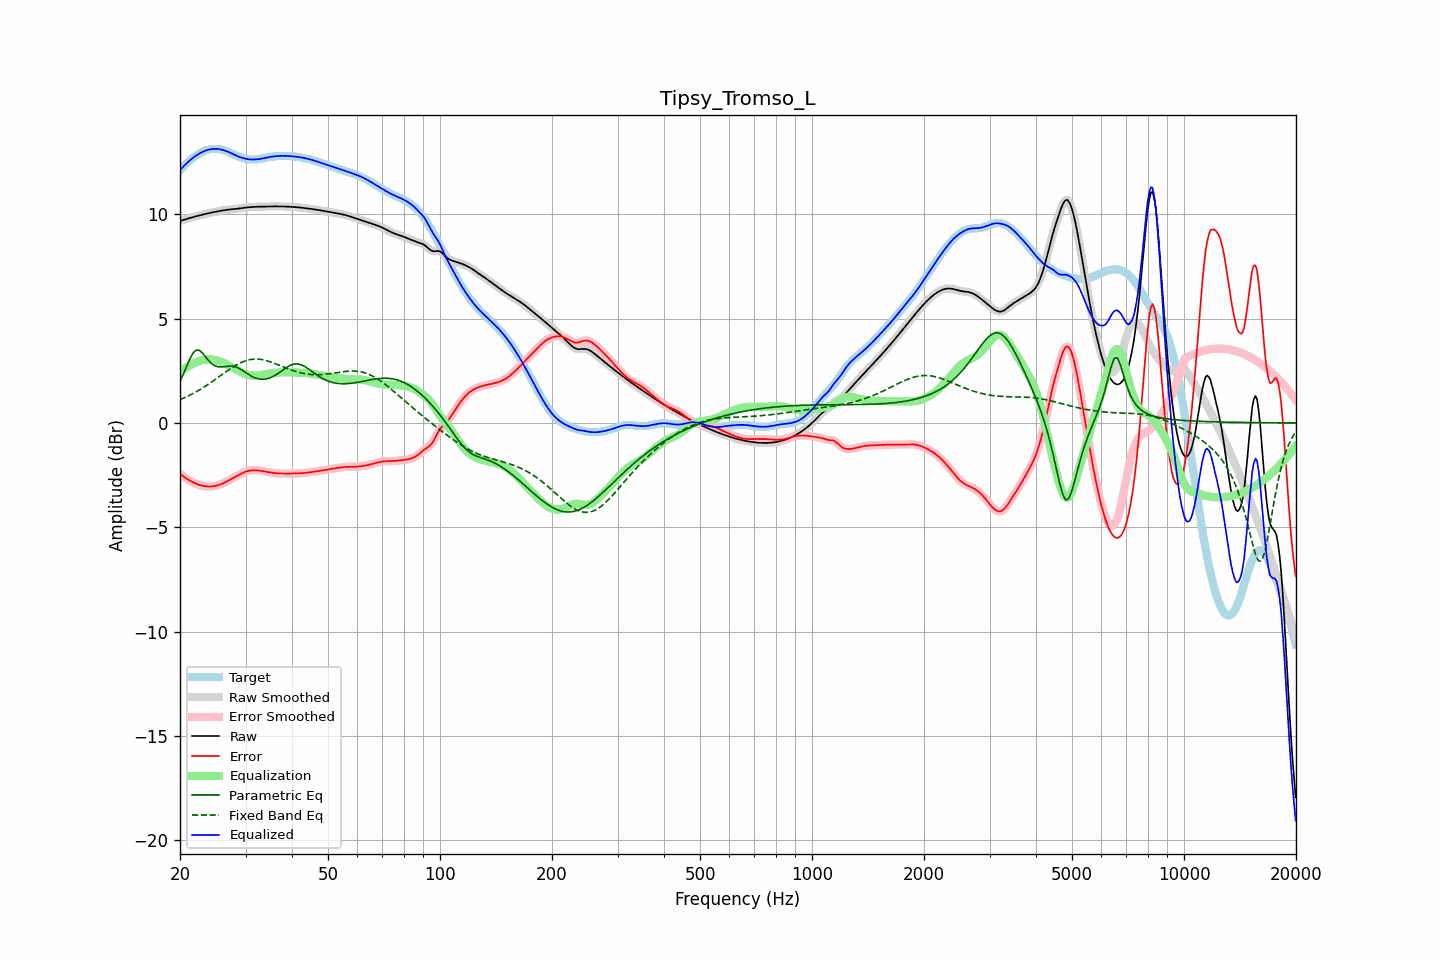 Tipsy_Tromso_L
Amplitude (dBr)
10
5
0
−5
−10
−15
−20
Target
Raw Smoothed
Error Smoothed
Raw
Error
Equalization
Parametric Eq
Fixed Band Eq
Equalized
20 50 100 200 500 1000 2000 5000 10000 20000
Frequency (Hz)